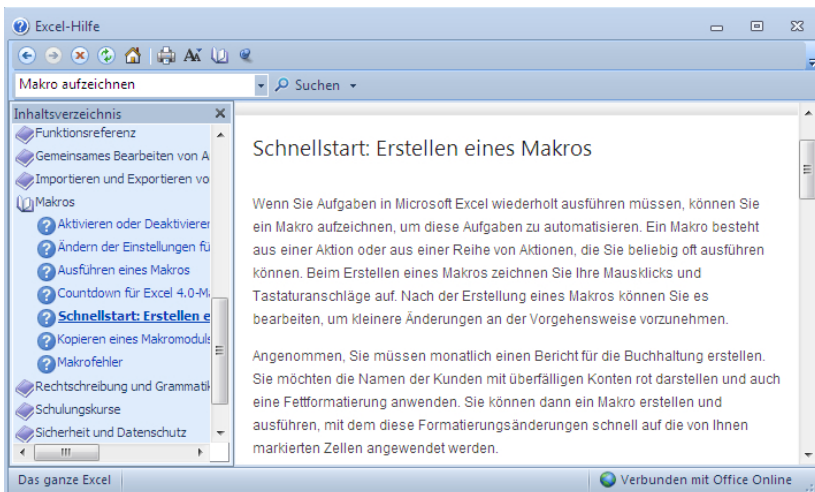 Excel-Hilfe
Makro aufzeichnen
Suchen
Inhaltsverzeichnis
Funktionsreferenz
Gemeinsames Bearbeiten von A
Importieren und Exportieren vo
Makros
Aktivieren oder Deaktivieren
Ändern der Einstellungen fü
Ausführen eines Makros
Countdown für Excel 4.0-M
Schnellstart: Erstellen e
Kopieren eines Makromoduls
Makrofehler
Rechtschreibung und Grammatik
Schulungskurse
Sicherheit und Datenschutz
Schnellstart: Erstellen eines Makros
Wenn Sie Aufgaben in Microsoft Excel wiederholt ausführen müssen, können Sie
ein Makro aufzeichnen, um diese Aufgaben zu automatisieren. Ein Makro besteht
aus einer Aktion oder aus einer Reihe von Aktionen, die Sie beliebig oft ausführen
können. Beim Erstellen eines Makros zeichnen Sie Ihre Mausklicks und
Tastaturanschläge auf. Nach der Erstellung eines Makros können Sie es
bearbeiten, um kleinere Änderungen an der Vorgehensweise vorzunehmen.
Angenommen, Sie müssen monatlich einen Bericht für die Buchhaltung erstellen.
Sie möchten die Namen der Kunden mit überfälligen Konten rot darstellen und auch
eine Fettformatierung anwenden. Sie können dann ein Makro erstellen und
ausführen, mit dem diese Formatierungsänderungen schnell auf die von Ihnen
markierten Zellen angewendet werden.
Das ganze Excel
Verbunden mit Office Online